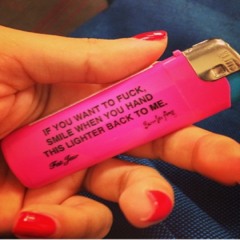 IF YOU WANT TO FUCK,
SMILE WHEN YOU HAND
THIS LIGHTER BACK TO ME.